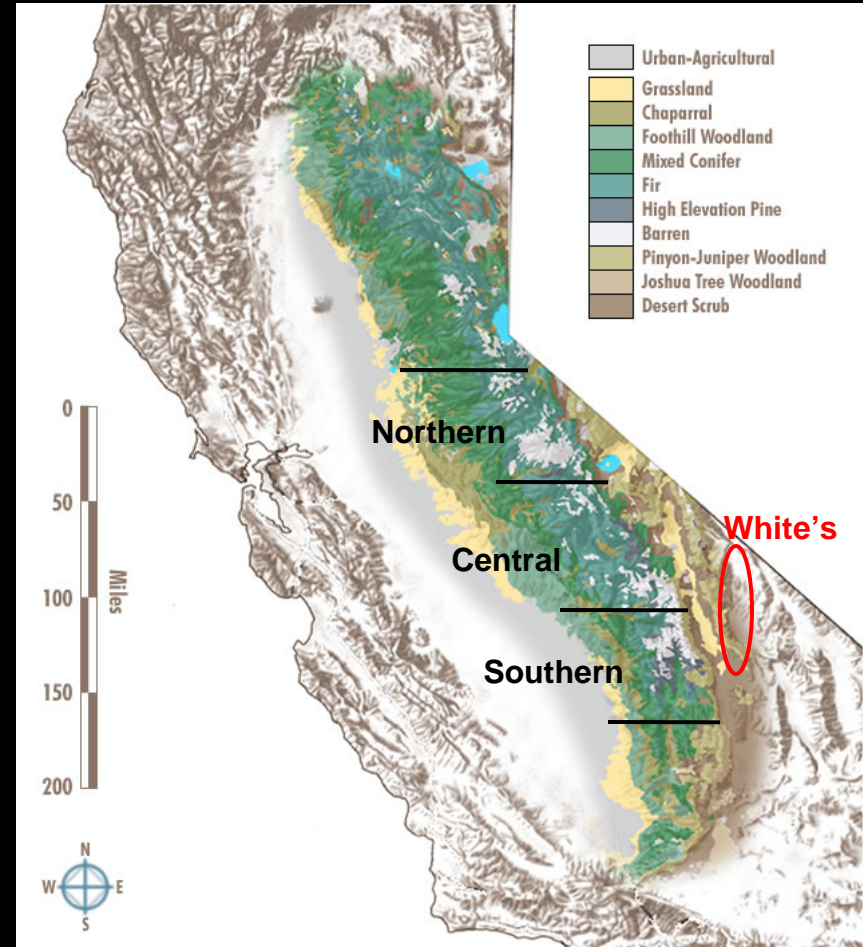 Urban-Agricultural
Grassland
Chaparral
Foothill Woodland
Mixed Conifer
Fir
High Elevation Pine
Barren
Pinyon-Juniper Woodland
Joshua Tree Woodland
Desert Scrub
Northern
Central
Southern
White’s
0
50
100
150
200
Miles
N
W
E
S